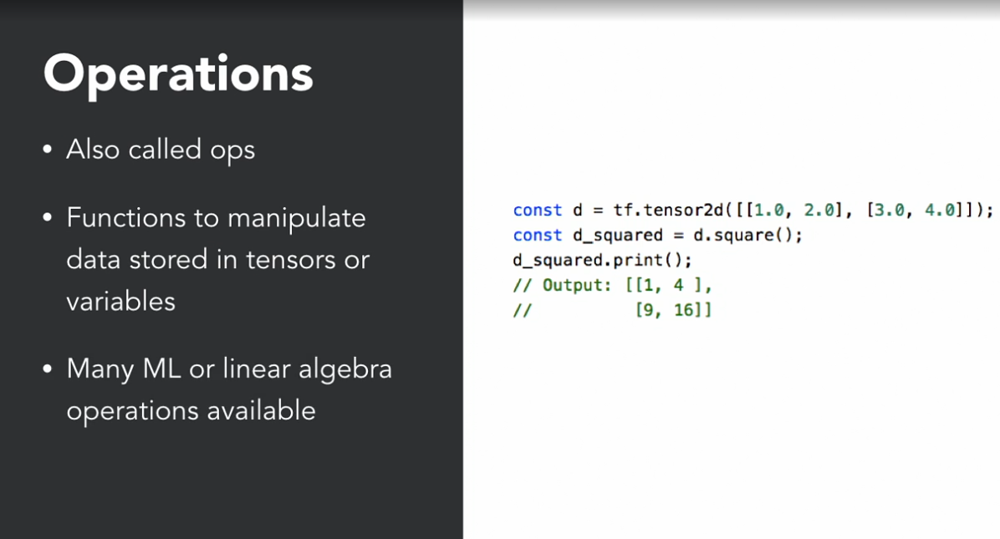 Operations
• Also called ops
• Functions to manipulate
data stored in tensors or
variables
• Many ML or linear algebra
operations available
const d = tf.tensor2d([[1.0, 2.0], [3.0, 4.0]]);
const d_squared = d.square();
d_squared.print();
// Output: [[1, 4 ],
//          [9, 16]]